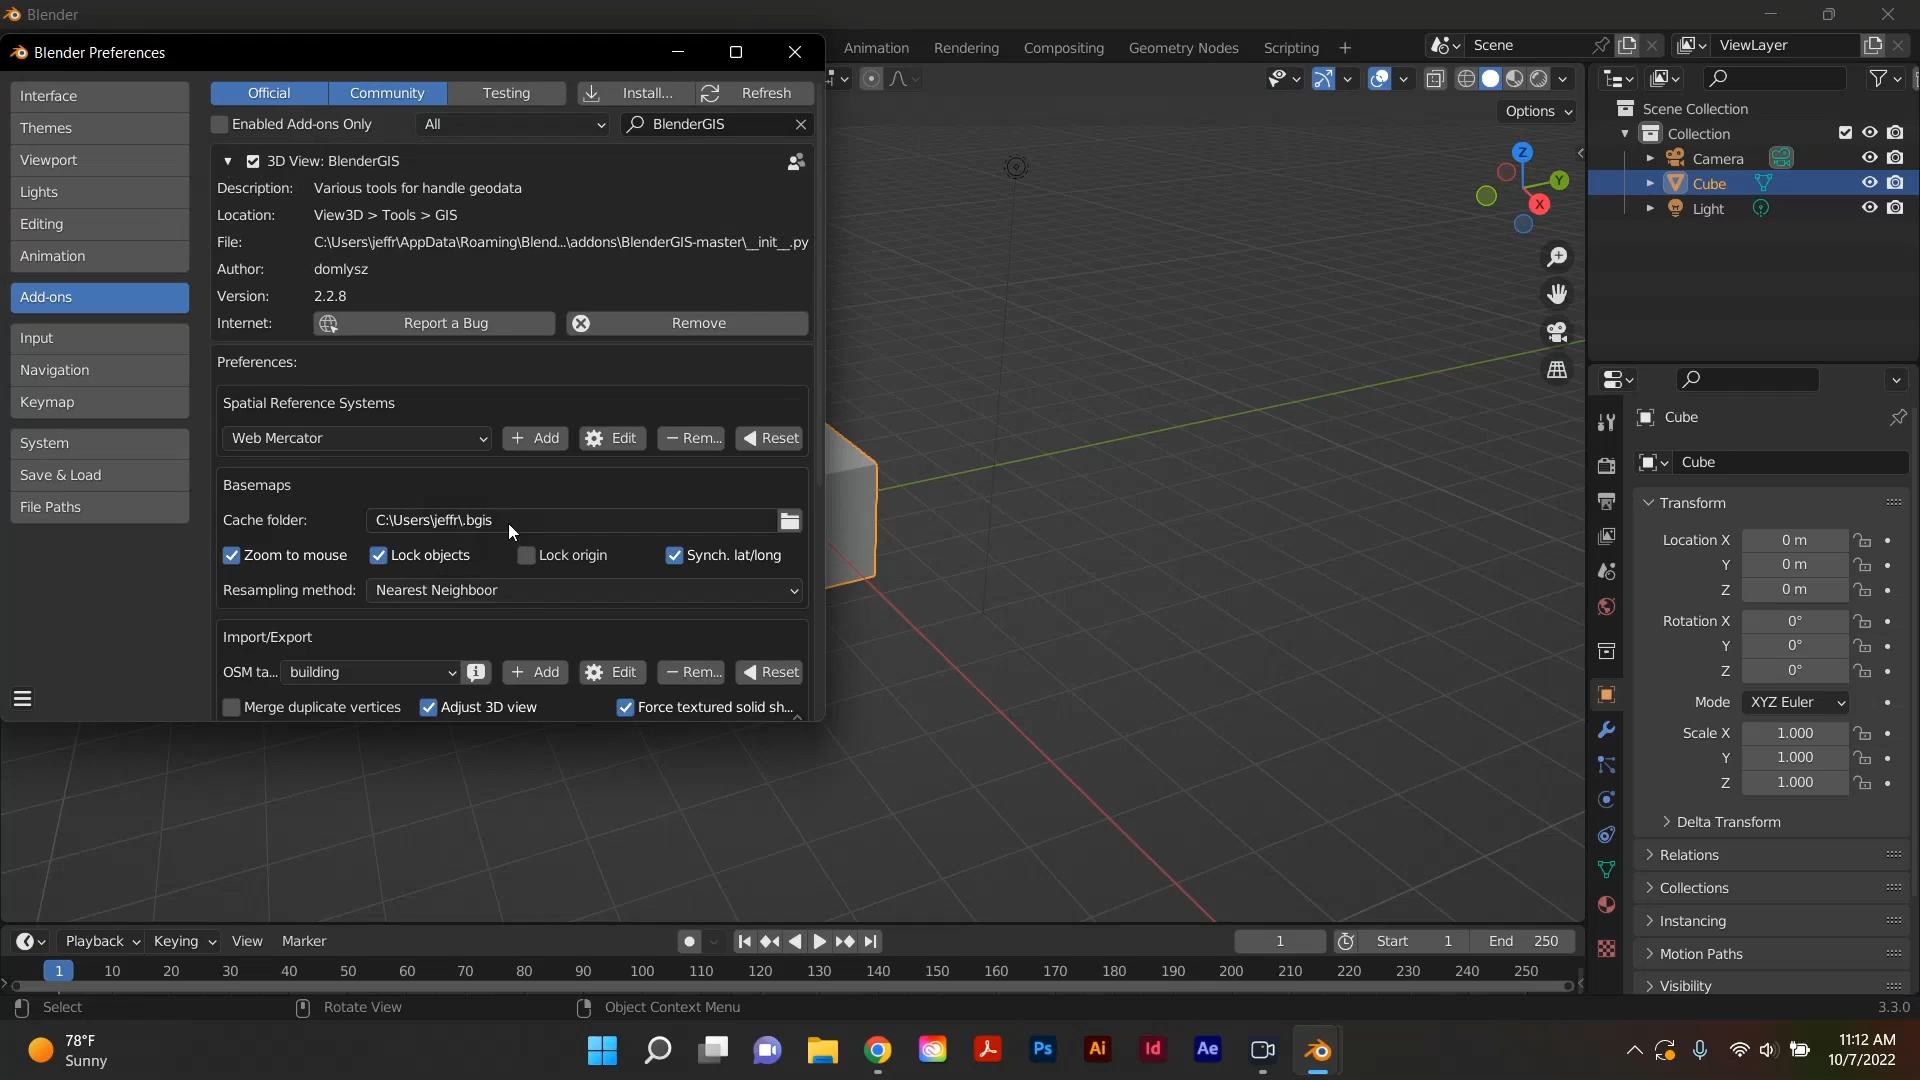 Blender
Blender Preferences
Animation
Rendering
Compositing
Geometry Nodes
Scripting
Scene
ViewLayer
Interface
Themes
Viewport
Lights
Editing
Animation
Add-ons
Input
Navigation
Keymap
System
Save & Load
File Paths
Official
Community
Testing
Install...
Refresh
Enabled Add-ons Only
All
BlenderGIS
3D View: BlenderGIS
Description: Various tools for handle geodata
Location: View3D > Tools > GIS
File: C:\Users\jeffr\AppData\Roaming\Blend...\addons\BlenderGIS-master\__init__.py
Author: domlysz
Version: 2.2.8
Internet: Report a Bug Remove
Preferences:
Spatial Reference Systems
Web Mercator Add Edit Rem... Reset
Basemaps
Cache folder: C:\Users\jeffr\.bgis
Zoom to mouse Lock objects Lock origin Synch. lat/long
Resampling method: Nearest Neighboor
Import/Export
OSM ta... building Add Edit Rem... Reset
Merge duplicate vertices Adjust 3D view Force textured solid sh...
Options
Z
Y
X
Scene Collection
Collection
Camera
Cube
Light
Cube
Cube
Transform
Location X 0 m
Y 0 m
Z 0 m
Rotation X 0°
Y 0°
Z 0°
Mode XYZ Euler
Scale X 1.000
Y 1.000
Z 1.000
Delta Transform
Relations
Collections
Instancing
Motion Paths
Visibility
Playback Keying View Marker
1 Start 1 End 250
1 10 20 30 40 50 60 70 80 90 100 110 120 130 140 150 160 170 180 190 200 210 220 230 240 250
Select Rotate View Object Context Menu 3.3.0
78°F
Sunny
Ps Ai Id Ae
11:12 AM
10/7/2022